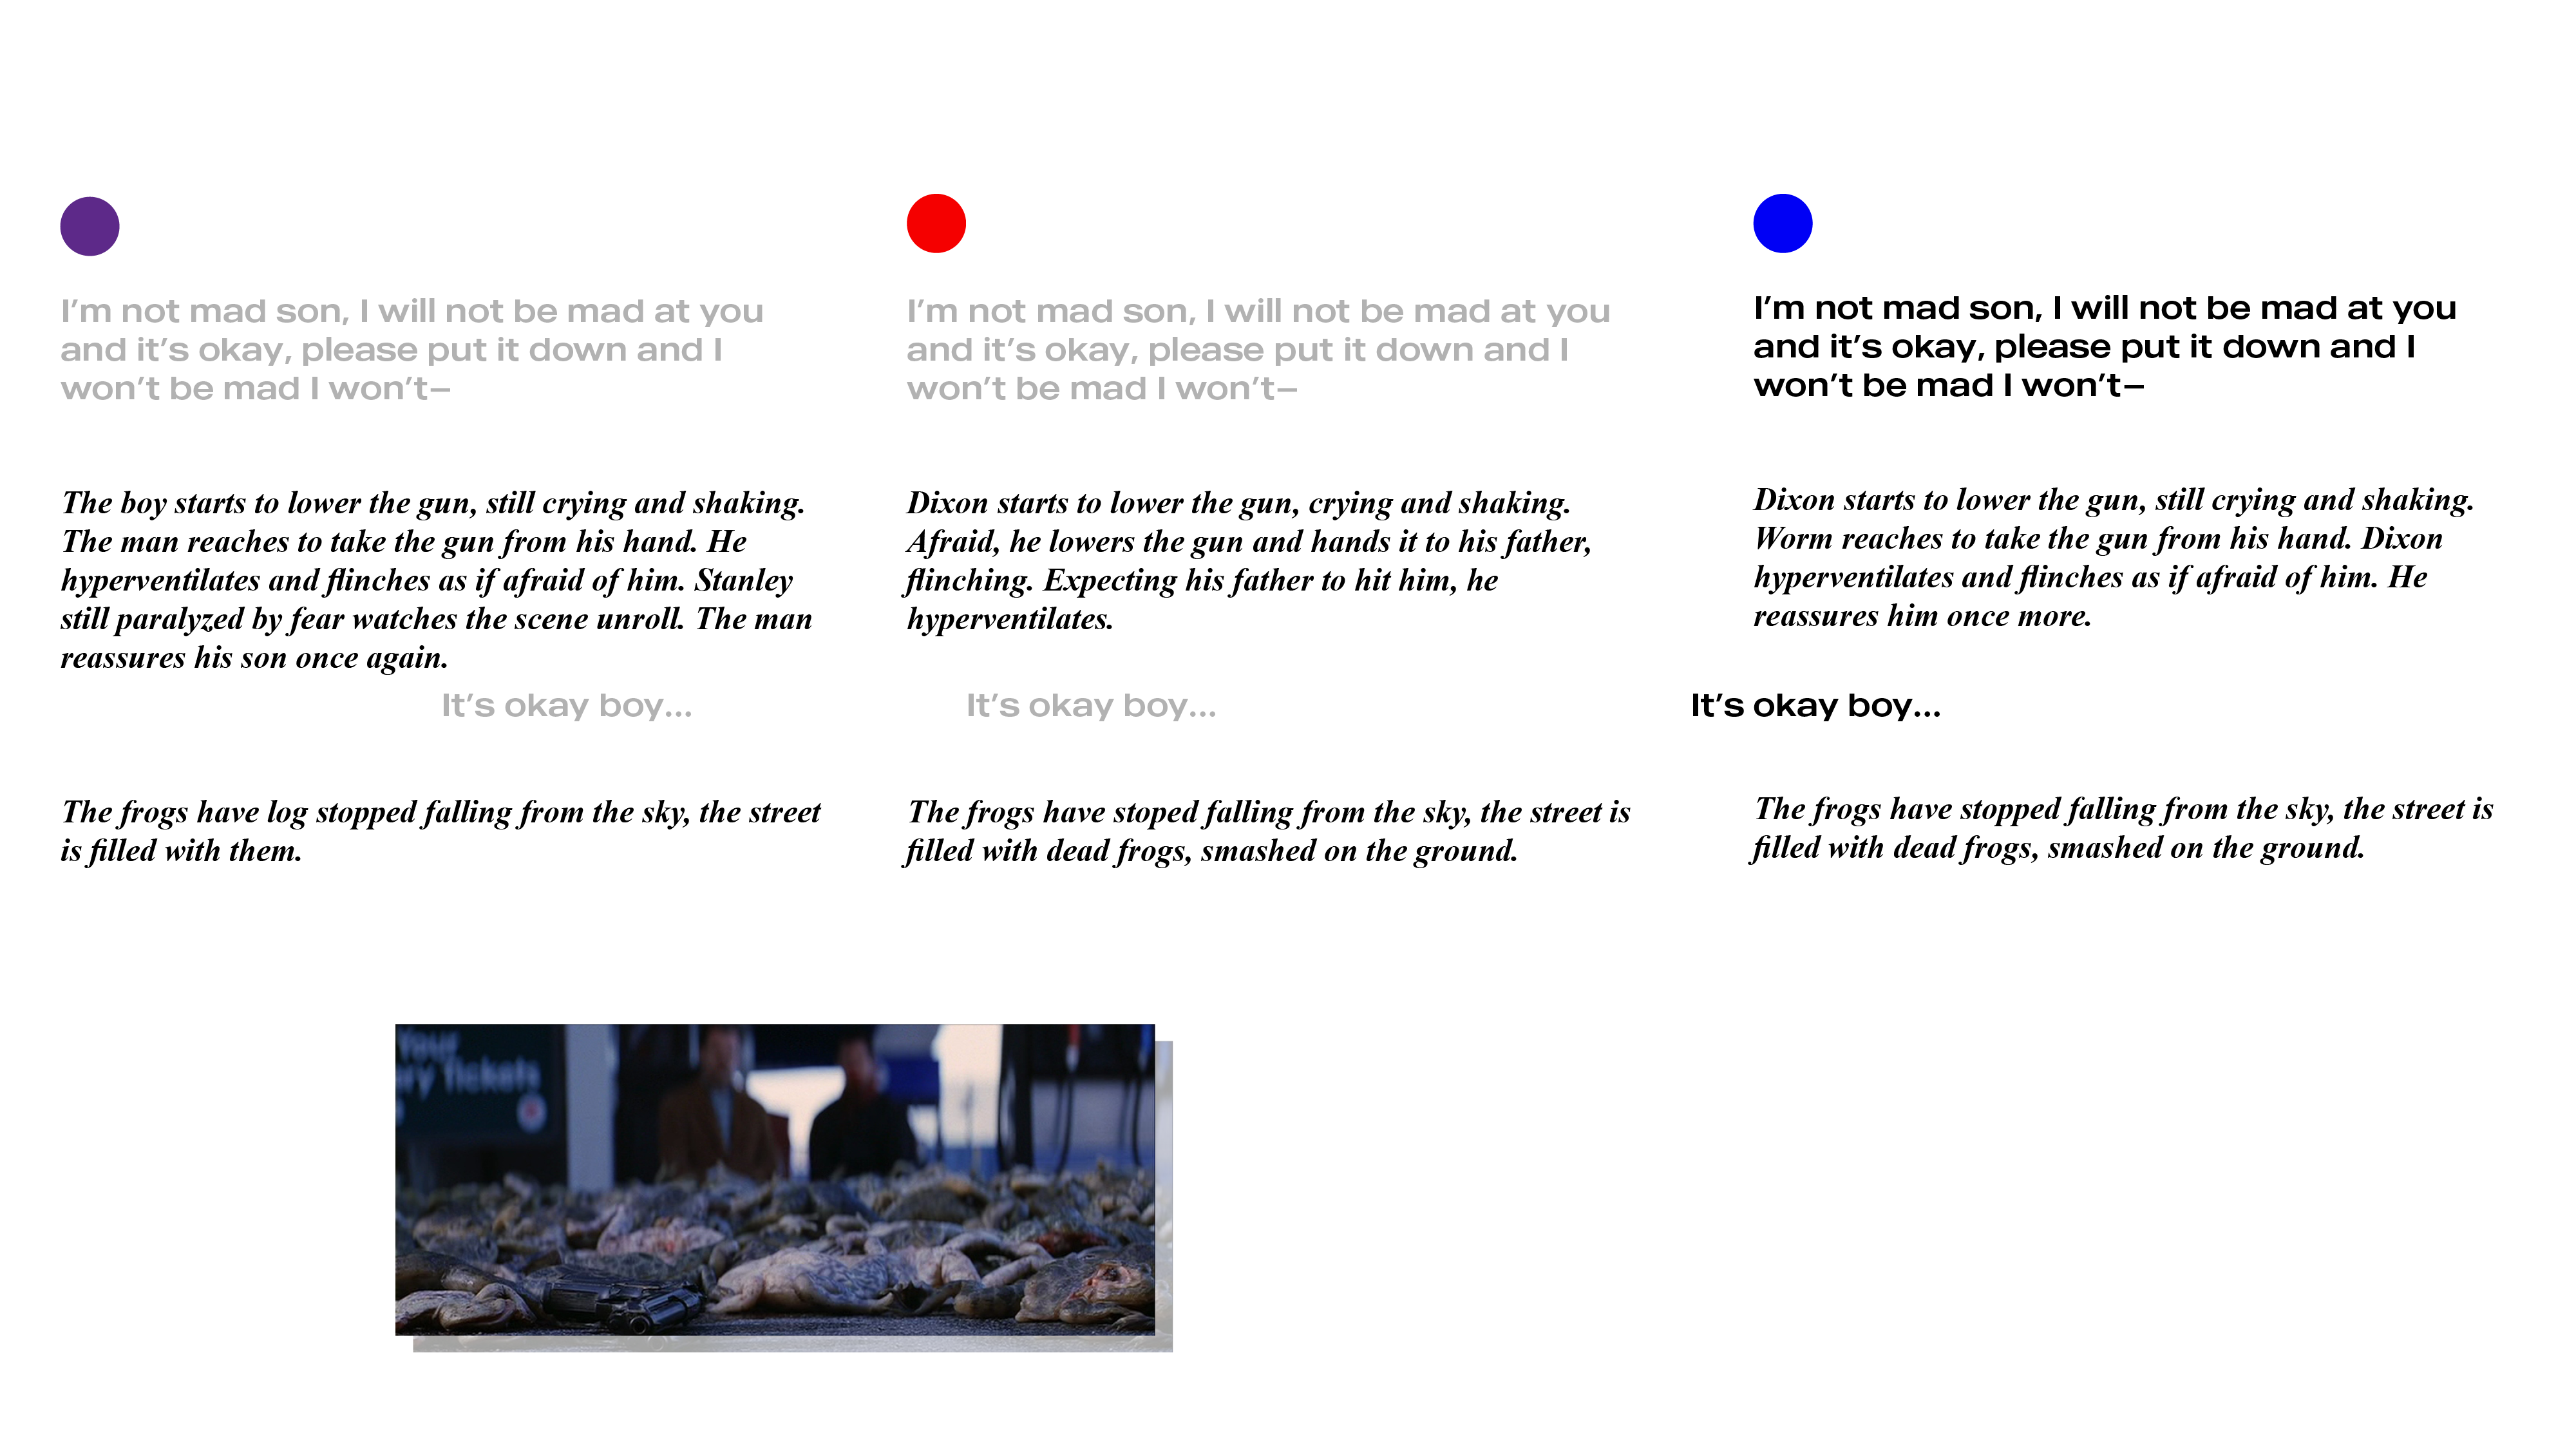 I'm not mad son, I will not be mad at you
and it's okay, please put it down and I
won't be mad I won't–
The boy starts to lower the gun, still crying and shaking.
The man reaches to take the gun from his hand. He
hyperventilates and flinches as if afraid of him. Stanley
still paralyzed by fear watches the scene unroll. The man
reassures his son once again.
It's okay boy...
The frogs have log stopped falling from the sky, the street
is filled with them.
I'm not mad son, I will not be mad at you
and it's okay, please put it down and I
won't be mad I won't–
Dixon starts to lower the gun, crying and shaking.
Afraid, he lowers the gun and hands it to his father,
flinching. Expecting his father to hit him, he
hyperventilates.
It's okay boy...
The frogs have stoped falling from the sky, the street is
filled with dead frogs, smashed on the ground.
I'm not mad son, I will not be mad at you
and it's okay, please put it down and I
won't be mad I won't–
Dixon starts to lower the gun, still crying and shaking.
Worm reaches to take the gun from his hand. Dixon
hyperventilates and flinches as if afraid of him. He
reassures him once more.
It's okay boy...
The frogs have stopped falling from the sky, the street is
filled with dead frogs, smashed on the ground.
Your
Tickets